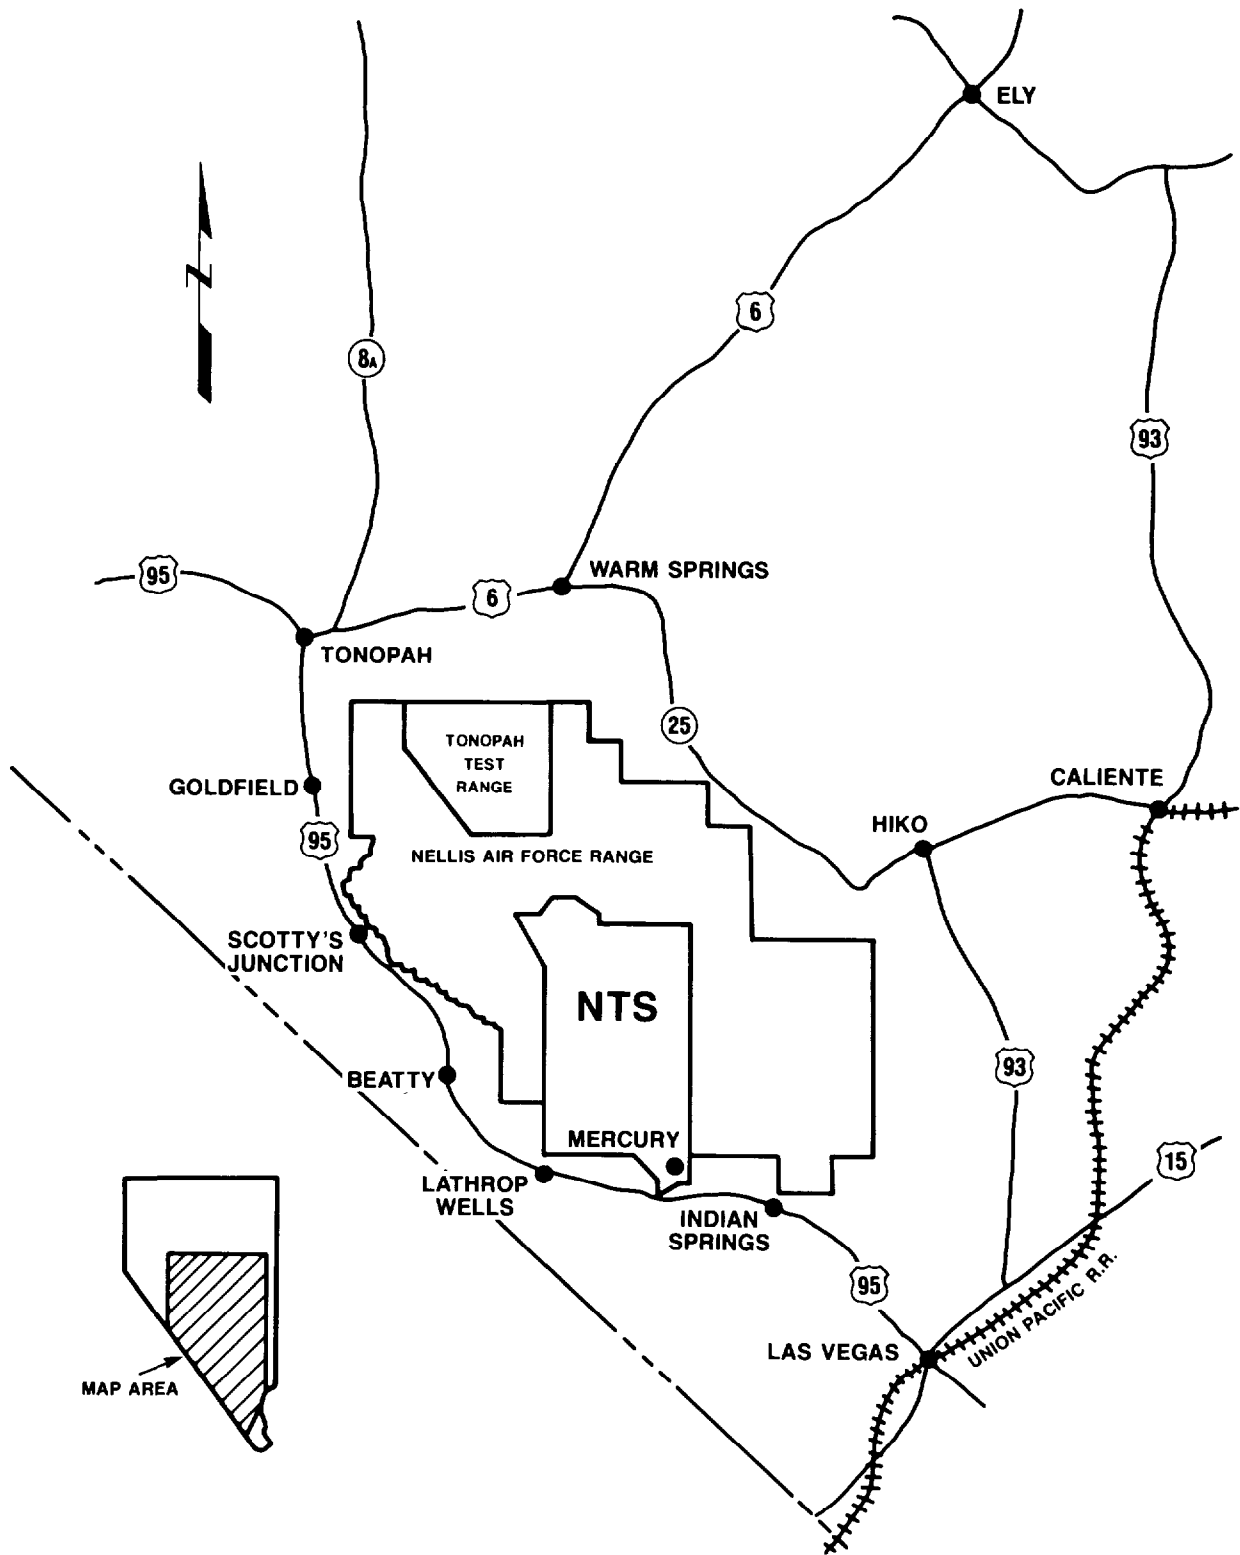 ELY
N
6
8A
93
95
WARM SPRINGS
6
TONOPAH
25
TONOPAH
TEST
RANGE
CALIENTE
GOLDFIELD
HIKO
95
NELLIS AIR FORCE RANGE
SCOTTY'S
JUNCTION
NTS
93
BEATTY
MERCURY
15
LATHROP
WELLS
INDIAN
SPRINGS
95
UNION PACIFIC R.R.
LAS VEGAS
MAP AREA